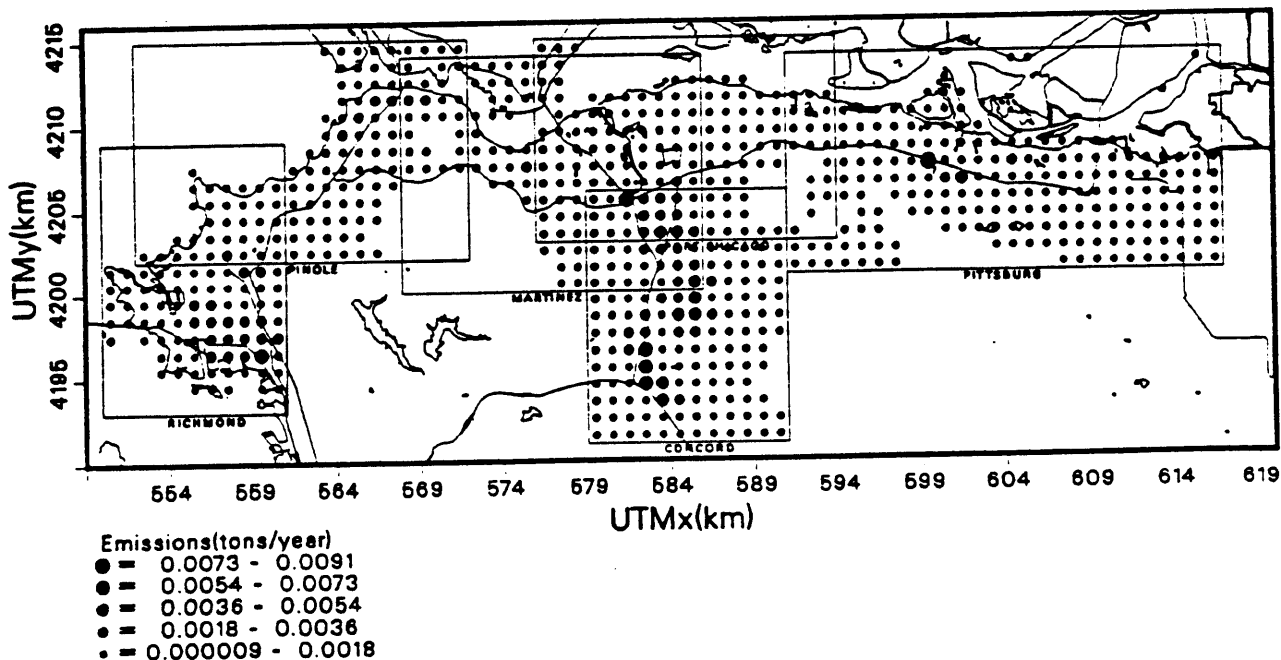 UTMy(km)
4215
4210
4205
4200
4195
PINOLE
MARTINEZ
PORT CHICAGO
PITTSBURG
RICHMOND
CONCORD
554 559 564 569 574 579 584 589 594 599 604 609 614 619
UTMx(km)
Emissions(tons/year)
= 0.0073 - 0.0091
= 0.0054 - 0.0073
= 0.0036 - 0.0054
= 0.0018 - 0.0036
= 0.000009 - 0.0018